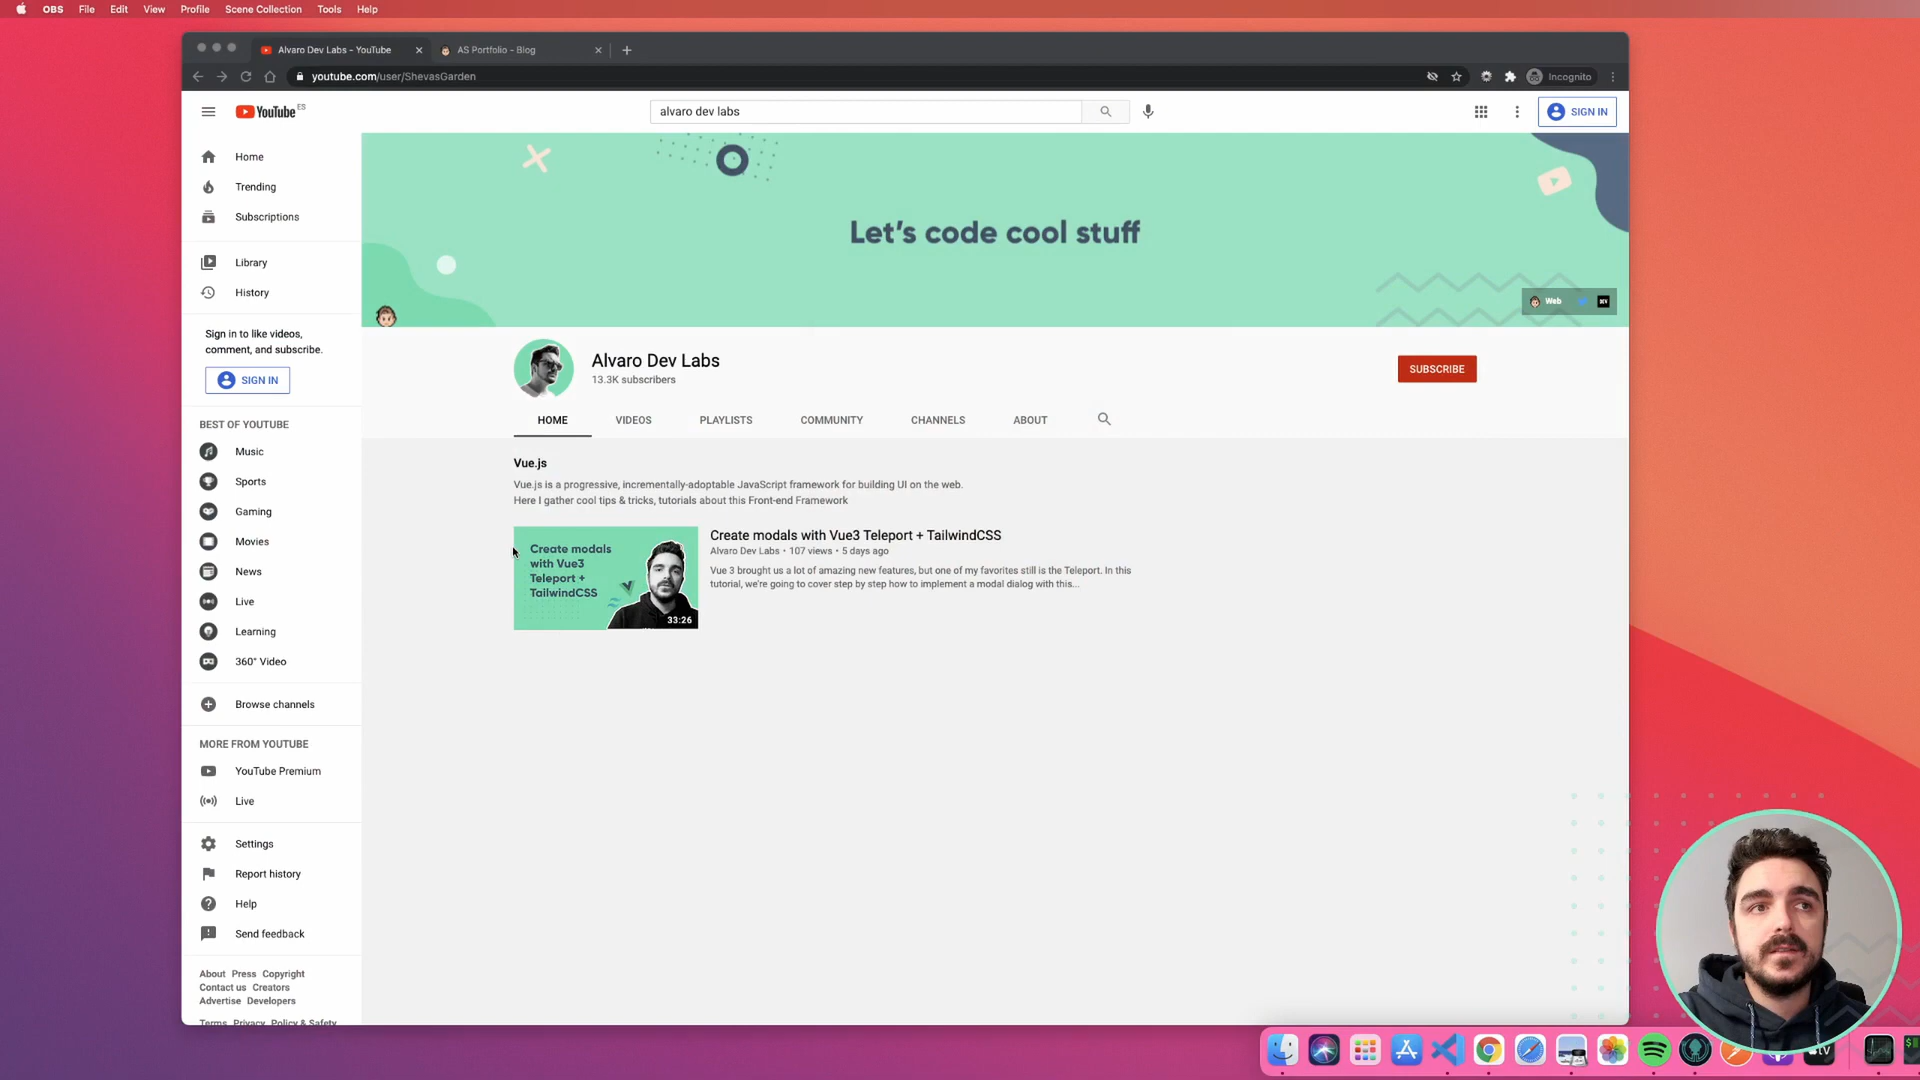 OBS File Edit View Profile Scene Collection Tools Help
Alvaro Dev Labs - YouTube
AS Portfolio - Blog
youtube.com/user/ShevasGarden
Incognito
YouTube ES
alvaro dev labs
SIGN IN
Home
Trending
Subscriptions
Library
History
Sign in to like videos,
comment, and subscribe.
SIGN IN
BEST OF YOUTUBE
Music
Sports
Gaming
Movies
News
Live
Learning
360° Video
Browse channels
MORE FROM YOUTUBE
YouTube Premium
Live
Settings
Report history
Help
Send feedback
About Press Copyright
Contact us Creators
Advertise Developers
Terms Privacy Policy & Safety
Let's code cool stuff
Web
DEV
Alvaro Dev Labs
13.3K subscribers
SUBSCRIBE
HOME VIDEOS PLAYLISTS COMMUNITY CHANNELS ABOUT
Vue.js
Vue.js is a progressive, incrementally-adoptable JavaScript framework for building UI on the web.
Here I gather cool tips & tricks, tutorials about this Front-end Framework
Create modals
with Vue3
Teleport +
TailwindCSS
33:26
Create modals with Vue3 Teleport + TailwindCSS
Alvaro Dev Labs • 107 views • 5 days ago
Vue 3 brought us a lot of amazing new features, but one of my favorites still is the Teleport. In this
tutorial, we're going to cover step by step how to implement a modal dialog with this...